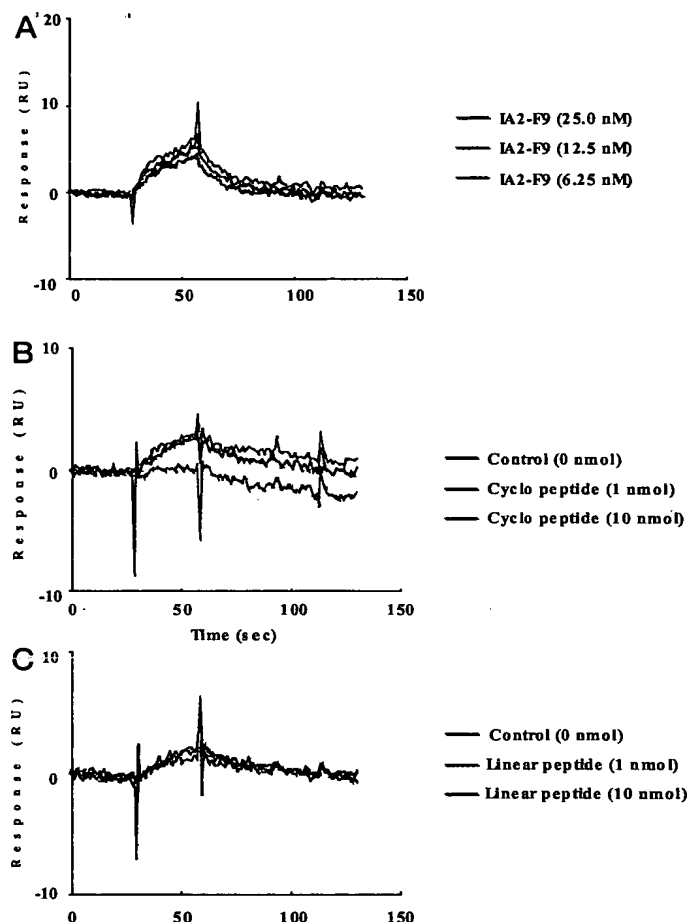 A
20
10
0
-10
Response (RU)
0 50 100 150
IA2-F9 (25.0 nM)
IA2-F9 (12.5 nM)
IA2-F9 (6.25 nM)
B
10
0
-10
Response (RU)
0 50 100 150
Time (sec)
Control (0 nmol)
Cyclo peptide (1 nmol)
Cyclo peptide (10 nmol)
C
10
0
-10
Response (RU)
0 50 100 150
Control (0 nmol)
Linear peptide (1 nmol)
Linear peptide (10 nmol)